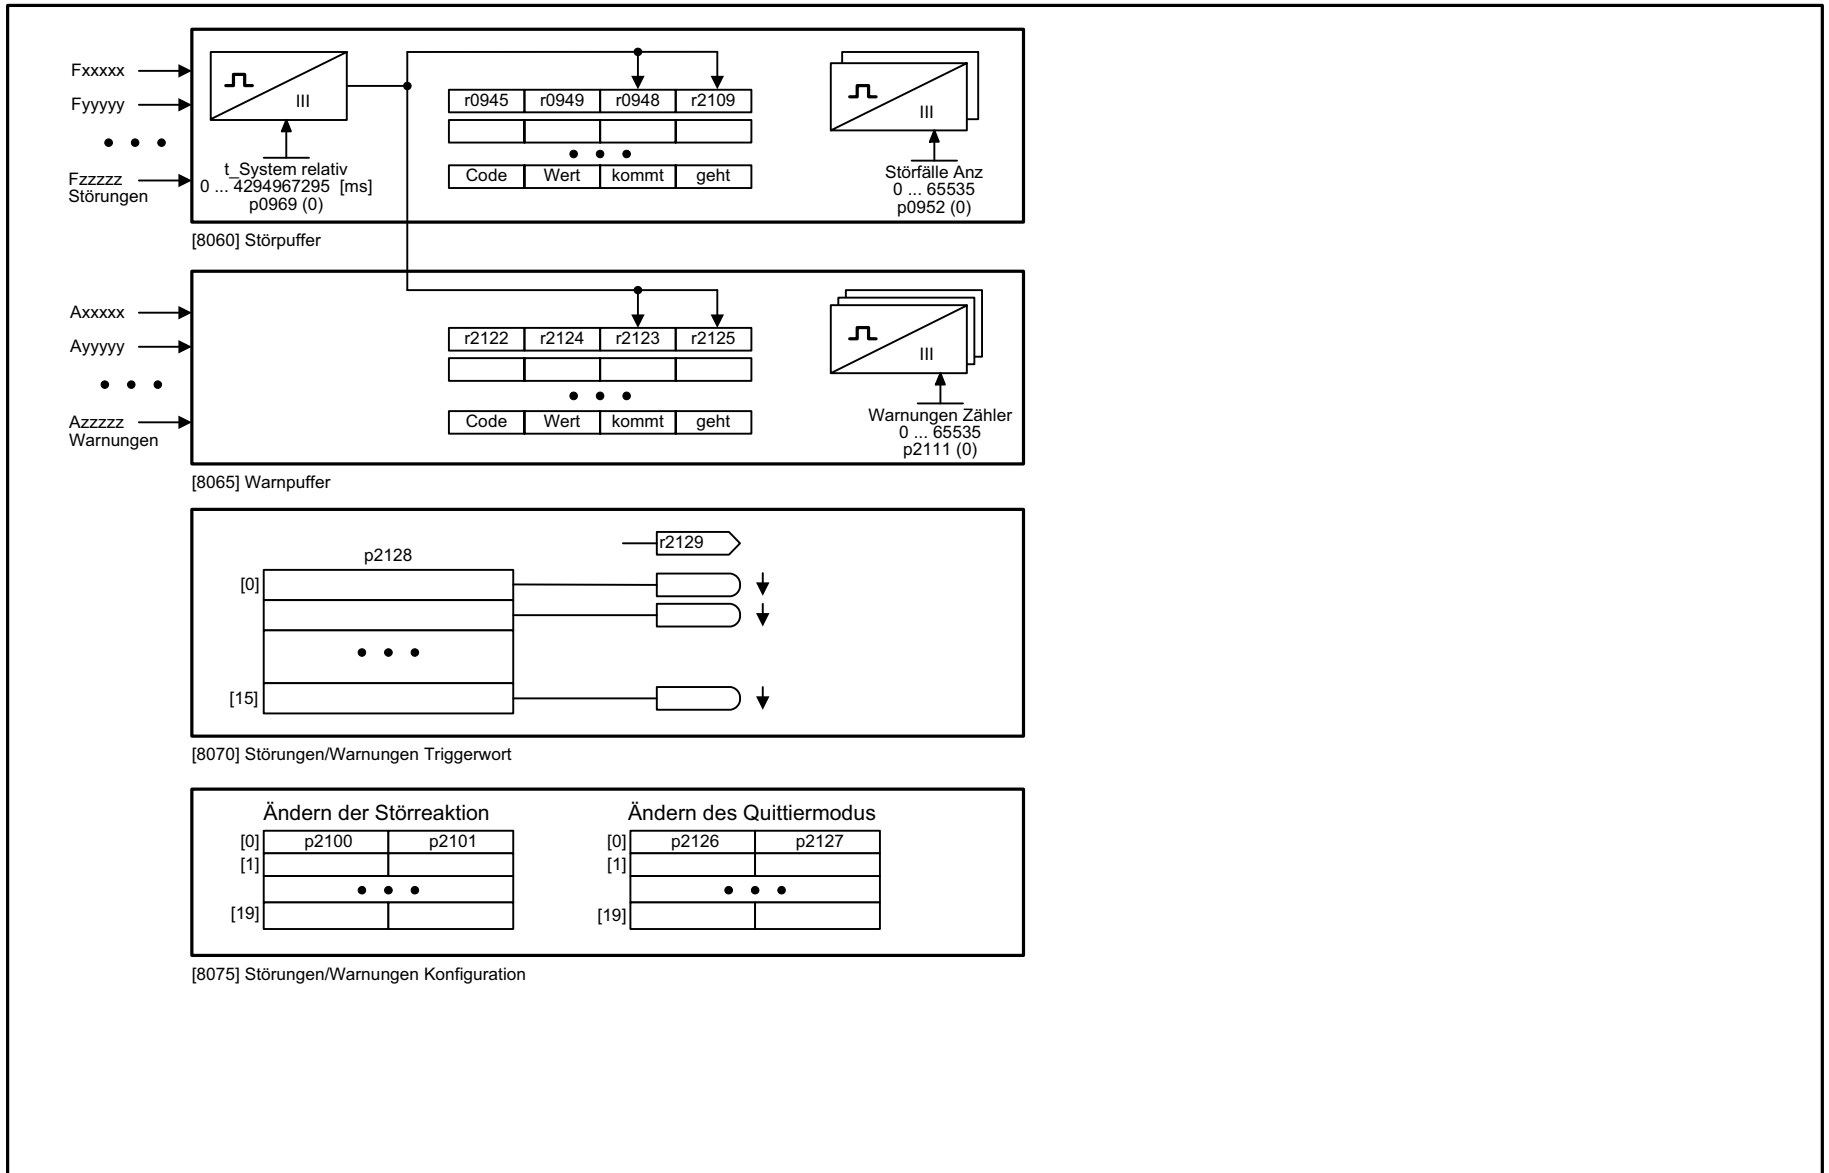 Fxxxxx
Fyyyyy
Fzzzzz
Störungen
III
t_System relativ
0 ... 4294967295 [ms]
p0969 (0)
r0945 r0949 r0948 r2109
Code Wert kommt geht
III
Störfälle Anz
0 ... 65535
p0952 (0)
[8060] Störpuffer
Axxxxx
Ayyyyy
Azzzzz
Warnungen
r2122 r2124 r2123 r2125
Code Wert kommt geht
III
Warnungen Zähler
0 ... 65535
p2111 (0)
[8065] Warnpuffer
r2129
p2128
[0]
[15]
[8070] Störungen/Warnungen Triggerwort
Ändern der Störreaktion
[0] p2100 p2101
[1]
[19]
Ändern des Quittiermodus
[0] p2126 p2127
[1]
[19]
[8075] Störungen/Warnungen Konfiguration